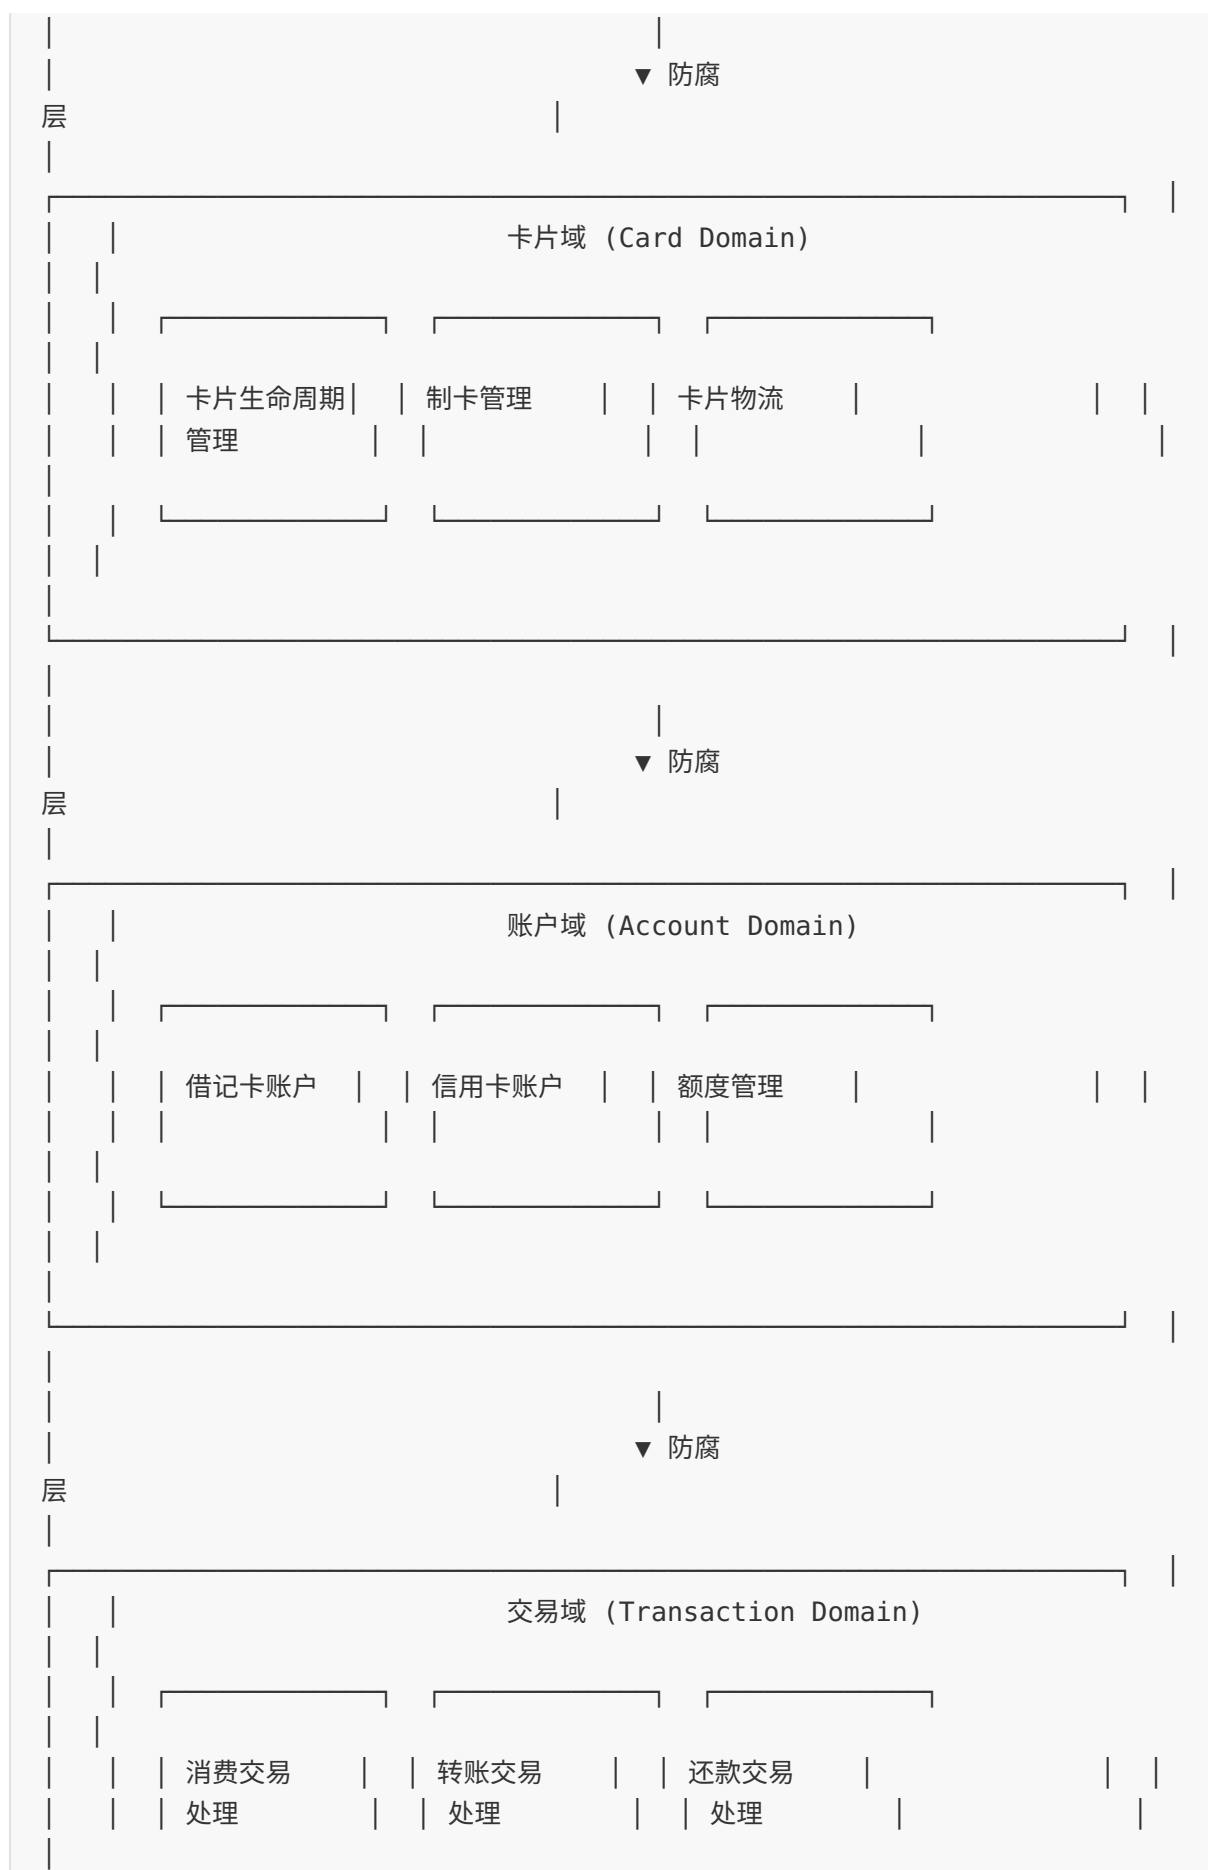 ▼ 防腐
层
卡片域 (Card Domain)
卡片生命周期 制卡管理 卡片物流
管理
▼ 防腐
层
账户域 (Account Domain)
借记卡账户 信用卡账户 额度管理
▼ 防腐
层
交易域 (Transaction Domain)
消费交易 转账交易 还款交易
处理 处理 处理